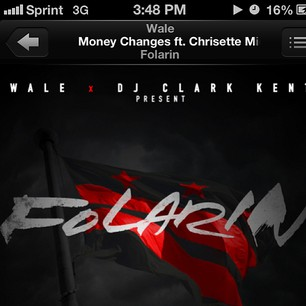 Sprint 3G 3:48 PM 16%
Wale
Money Changes ft. Chrisette Mi
Folarin
WALE x DJ CLARK KENT
PRESENT
FOLARIN